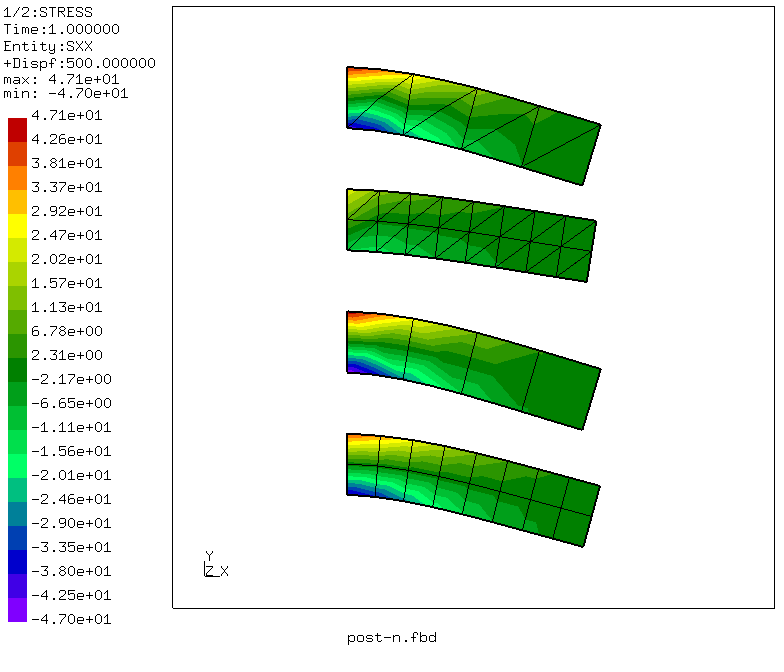 1/2:STRESS
Time:1.000000
Entity:SXX
+Dispf:500.000000
max: 4.71e+01
min: -4.70e+01
4.71e+01
4.26e+01
3.81e+01
3.37e+01
2.92e+01
2.47e+01
2.02e+01
1.57e+01
1.13e+01
6.78e+00
2.31e+00
-2.17e+00
-6.65e+00
-1.11e+01
-1.56e+01
-2.01e+01
-2.46e+01
-2.90e+01
-3.35e+01
-3.80e+01
-4.25e+01
-4.70e+01
Y
Z X
post-n.fbd